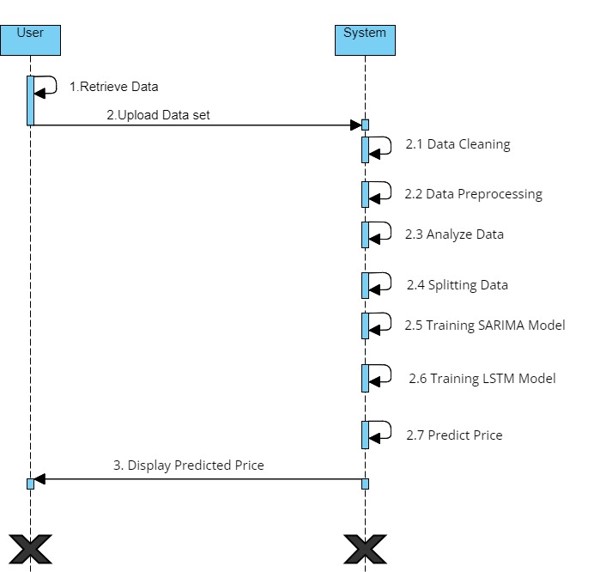 User
System
1.Retrieve Data
2.Upload Data set
2.1 Data Cleaning
2.2 Data Preprocessing
2.3 Analyze Data
2.4 Splitting Data
2.5 Training SARIMA Model
2.6 Training LSTM Model
2.7 Predict Price
3. Display Predicted Price